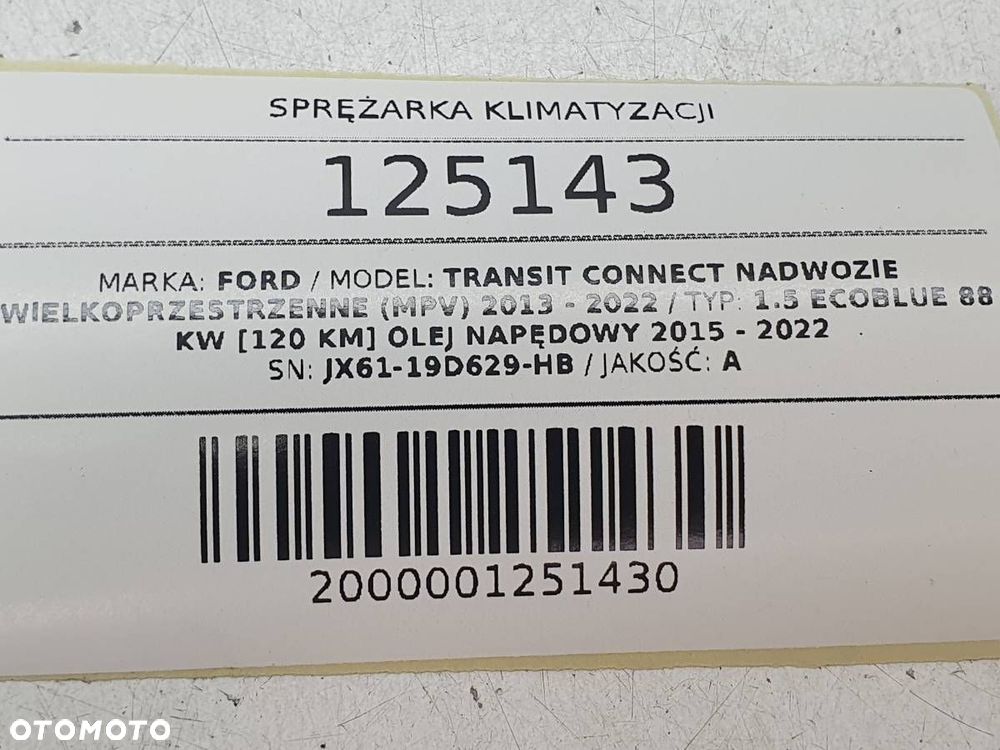 SPRĘŻARKA KLIMATYZACJI
125143
MARKA: FORD / MODEL: TRANSIT CONNECT NADWOZIE
WIELKOPRZESTRZENNE (MPV) 2013 - 2022 / TYP: 1.5 ECOBLUE 88
KW [120 KM] OLEJ NAPĘDOWY 2015 - 2022
SN: JX61-19D629-HB / JAKOŚĆ: A
2000001251430
OTOMOTO